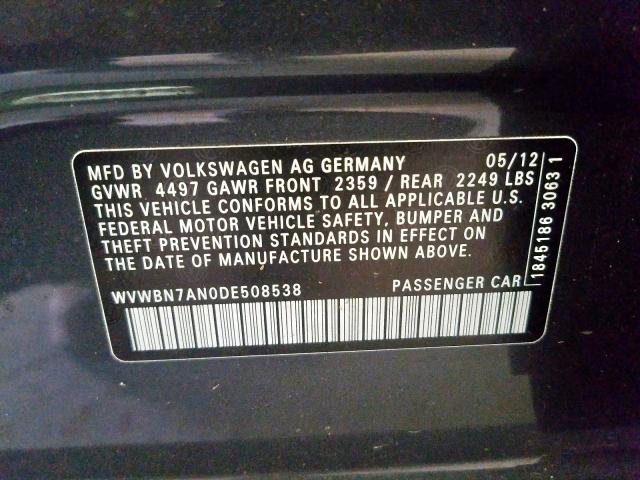 MFD BY VOLKSWAGEN AG GERMANY 05/12
GVWR 4497 GAWR FRONT 2359 / REAR 2249 LBS
THIS VEHICLE CONFORMS TO ALL APPLICABLE U.S.
FEDERAL MOTOR VEHICLE SAFETY, BUMPER AND
THEFT PREVENTION STANDARDS IN EFFECT ON
THE DATE OF MANUFACTURE SHOWN ABOVE.
WVWBN7AN0DE508538 PASSENGER CAR
1845186 3063 1